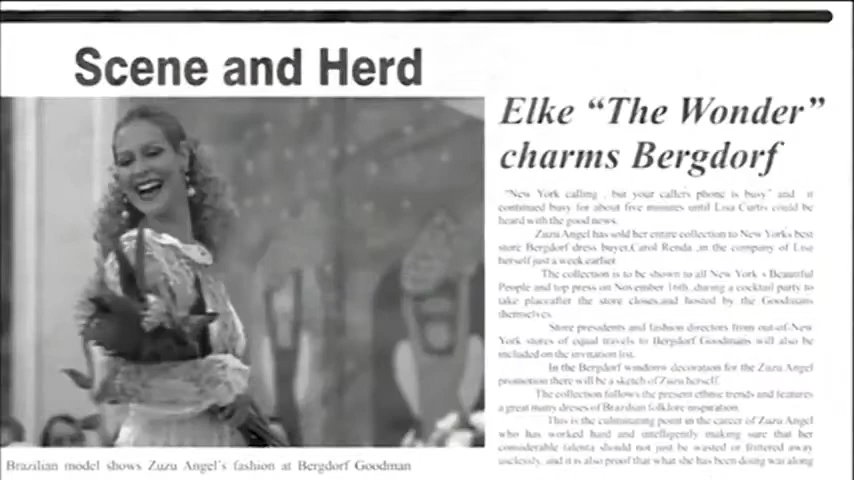 Scene and Herd
Elke “The Wonder”
charms Bergdorf
"New York calling , but your callers phone is busy" and it
continued busy for about five minutes until Lisa Curtis could be
heard with the good news.
Zuzu Angel has sold her entire collection to New Yorks best
store Bergdorf dress buyer,Carol Renda ,in the company of Lisa
herself just a week earlier
The collection is to be shown to all New York s Beautiful
People and top press on November 16th ,during a cocktail party to
take placeafter the store closes,and hosted by the Goodmans
themselves.
Store presidents and fashion directors from out-of-New
York stores of equal travels to Bergdorf Goodmans will also be
included on the invitation list.
In the Bergdorf windows decoration for the Zuzu Angel
promotion there will be a sketch of Zuzu herself.
The collection follows the present ethnic trends and features
a great many dreses of Brazilian folklore inspiration.
This is the culminating point in the career of Zuzu Angel
who has worked hard and intelligently making sure that her
considerable talents should not just be wasted or frittered away
uselessly, and it is also proof that what she has been doing was along
Brazilian model shows Zuzu Angel's fashion at Bergdorf Goodman